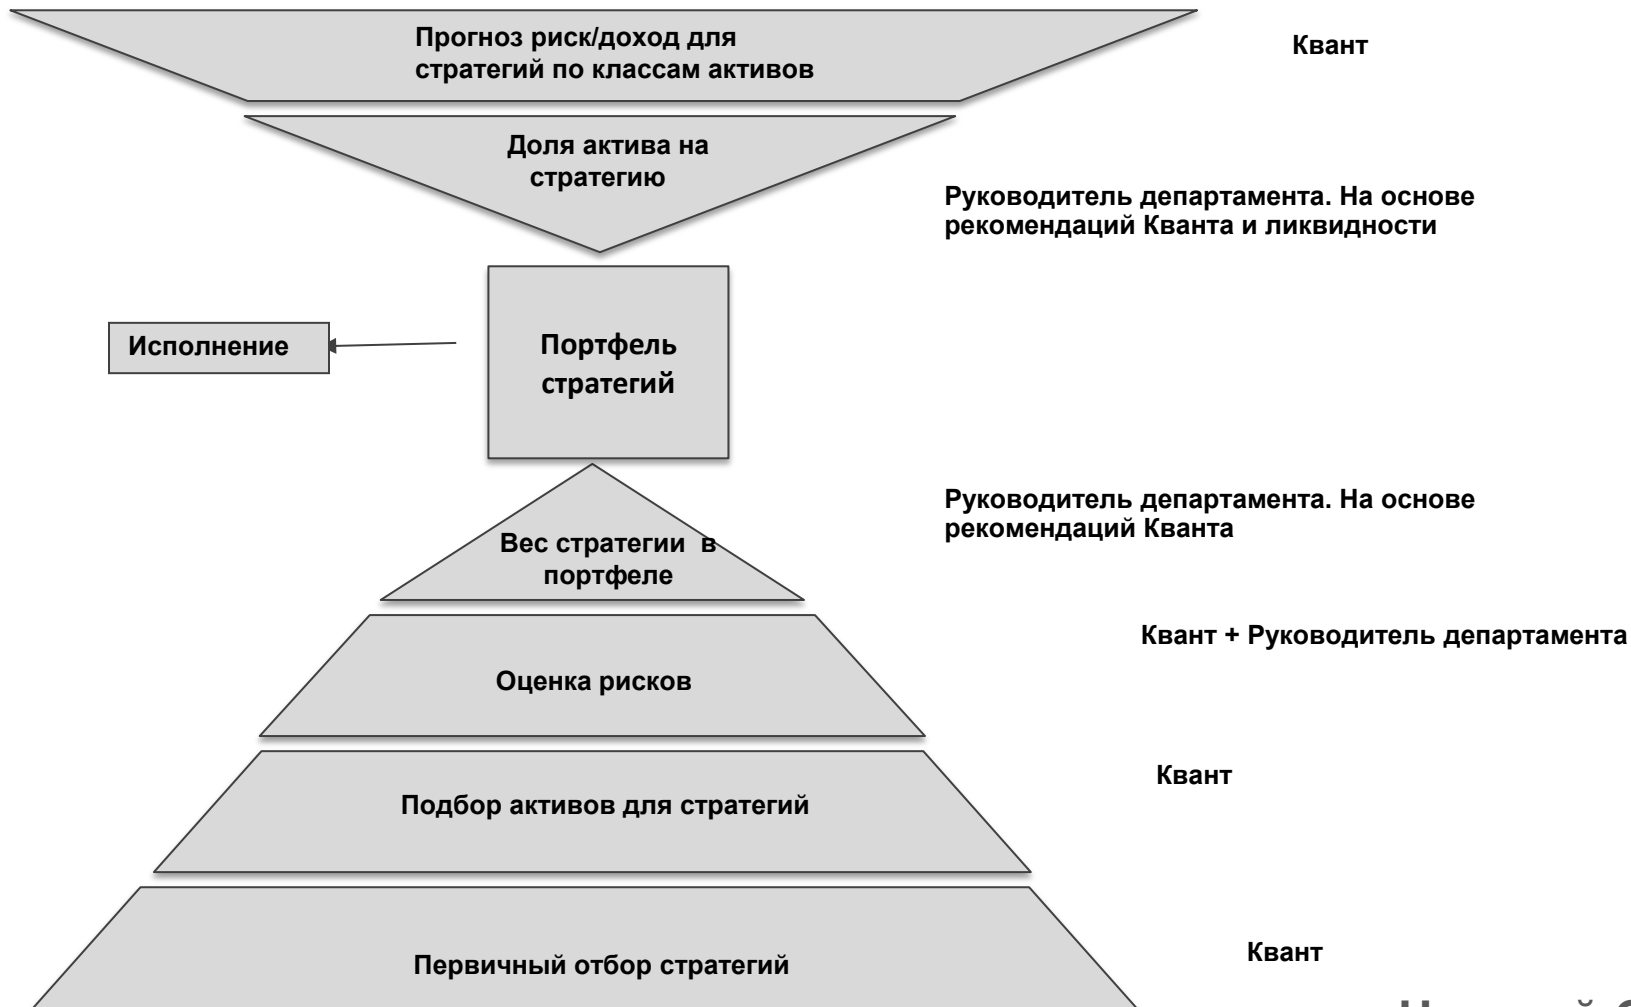 Прогноз риск/доход для
стратегий по классам активов
Квант
Доля актива на
стратегию
Руководитель департамента. На основе
рекомендаций Кванта и ликвидности
Исполнение
Портфель
стратегий
Руководитель департамента. На основе
рекомендаций Кванта
Вес стратегии в
портфеле
Квант + Руководитель департамента
Оценка рисков
Квант
Подбор активов для стратегий
Квант
Первичный отбор стратегий